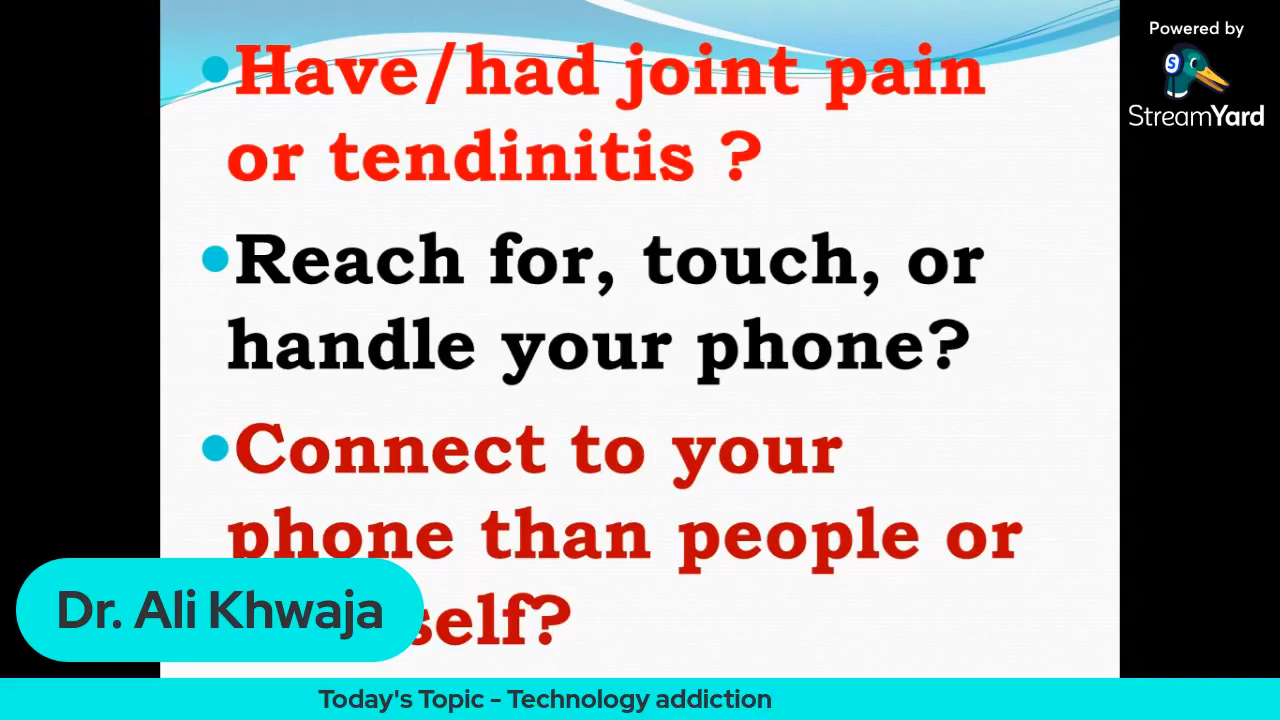 Have/had joint pain
or tendinitis ?
Reach for, touch, or
handle your phone?
Connect to your
phone than people or
self?
Dr. Ali Khwaja
Today's Topic - Technology addiction
Powered by
S
StreamYard